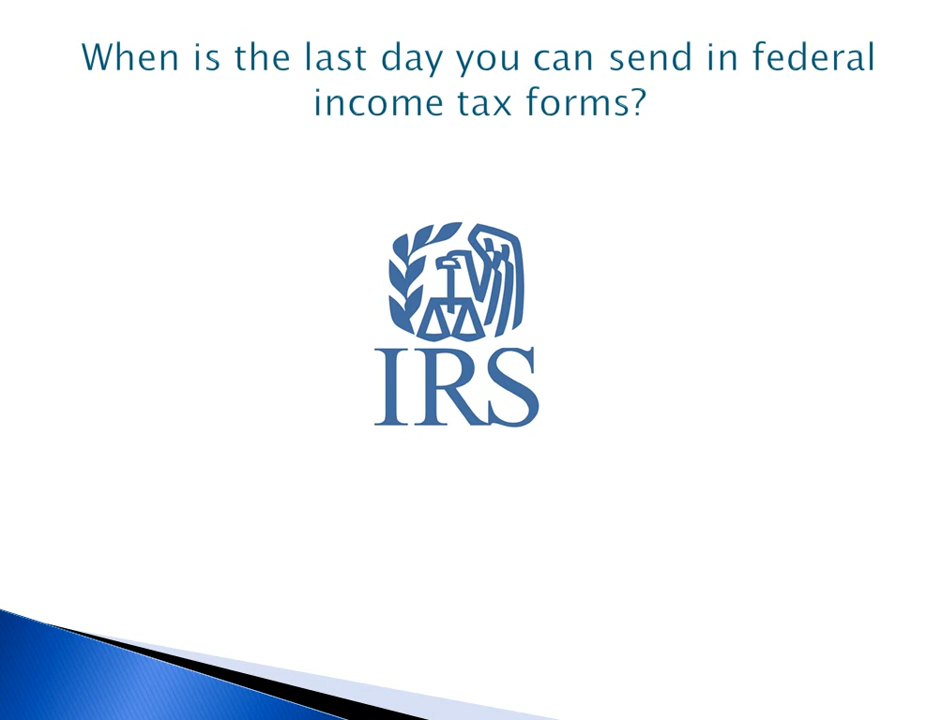 When is the last day you can send in federal
income tax forms?
IRS